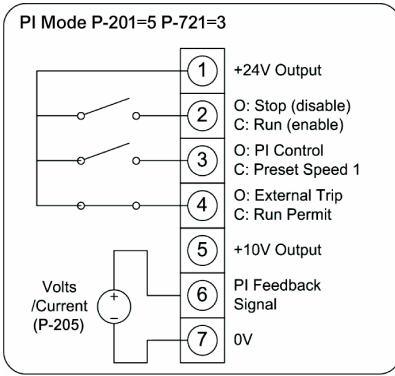 PI Mode P-201=5 P-721=3
1
+24V Output
2
O: Stop (disable)
C: Run (enable)
3
O: PI Control
C: Preset Speed 1
4
O: External Trip
C: Run Permit
5
+10V Output
Volts
/Current
(P-205)
+
−
6
PI Feedback
Signal
7
0V